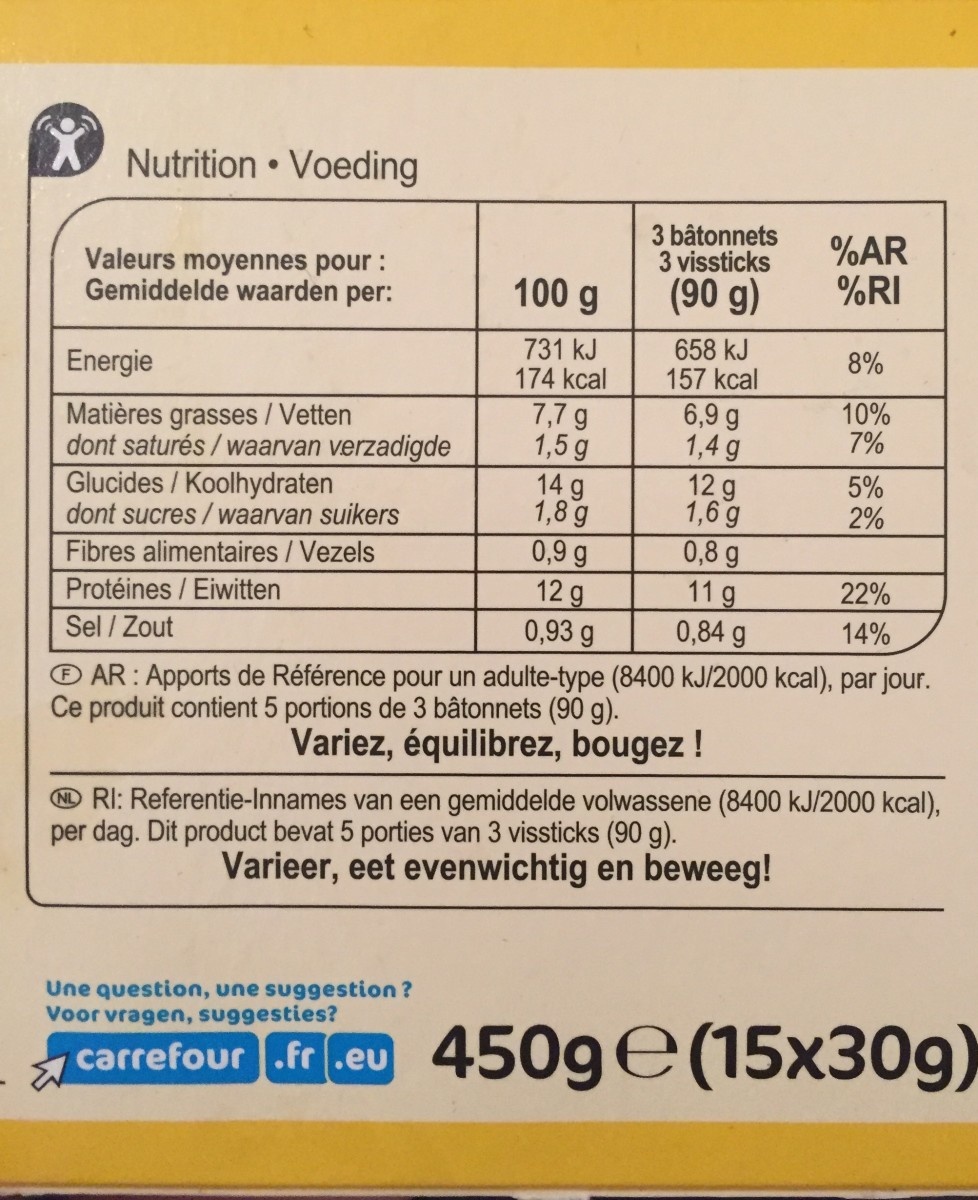 Nutrition • Voeding
Valeurs moyennes pour :
Gemiddelde waarden per:
100 g
3 bâtonnets
3 vissticks
(90 g)
%AR
%RI
Energie
731 kJ
174 kcal
658 kJ
157 kcal
8%
Matières grasses / Vetten
dont saturés / waarvan verzadigde
7,7 g
1,5 g
6,9 g
1,4 g
10%
7%
Glucides / Koolhydraten
dont sucres / waarvan suikers
14 g
1,8 g
12 g
1,6 g
5%
2%
Fibres alimentaires / Vezels
0,9 g
0,8 g
Protéines / Eiwitten
12 g
11 g
22%
Sel / Zout
0,93 g
0,84 g
14%
F AR : Apports de Référence pour un adulte-type (8400 kJ/2000 kcal), par jour.
Ce produit contient 5 portions de 3 bâtonnets (90 g).
Variez, équilibrez, bougez !
NL RI: Referentie-Innames van een gemiddelde volwassene (8400 kJ/2000 kcal),
per dag. Dit product bevat 5 porties van 3 vissticks (90 g).
Varieer, eet evenwichtig en beweeg!
Une question, une suggestion ?
Voor vragen, suggesties?
carrefour .fr .eu
450g e (15x30g)